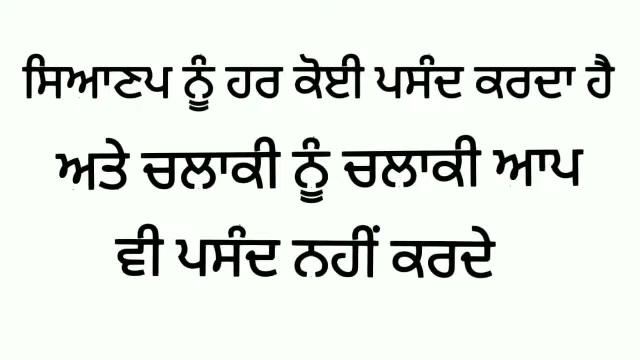 ਸਿਆਣਪ ਨੂੰ ਹਰ ਕੋਈ ਪਸੰਦ ਕਰਦਾ ਹੈ
ਅਤੇ ਚਲਾਕੀ ਨੂੰ ਚਲਾਕੀ ਆਪ
ਵੀ ਪਸੰਦ ਨਹੀਂ ਕਰਦੇ